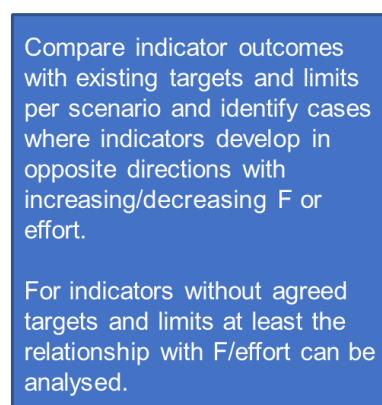 Compare indicator outcomes
with existing targets and limits
per scenario and identify cases
where indicators develop in
opposite directions with
increasing/decreasing F or
effort.
For indicators without agreed
targets and limits at least the
relationship with F/effort can be
analysed.